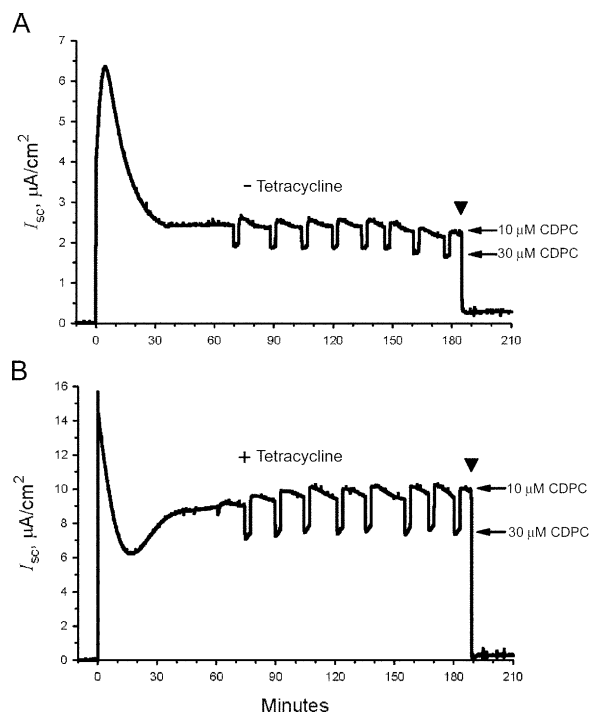 A
I sc, μA/cm2
7
6
5
4
3
2
1
0
− Tetracycline
10 μM CDPC
30 μM CDPC
0 30 60 90 120 150 180 210
B
I sc, μA/cm2
16
14
12
10
8
6
4
2
0
+ Tetracycline
10 μM CDPC
30 μM CDPC
0 30 60 90 120 150 180 210
Minutes